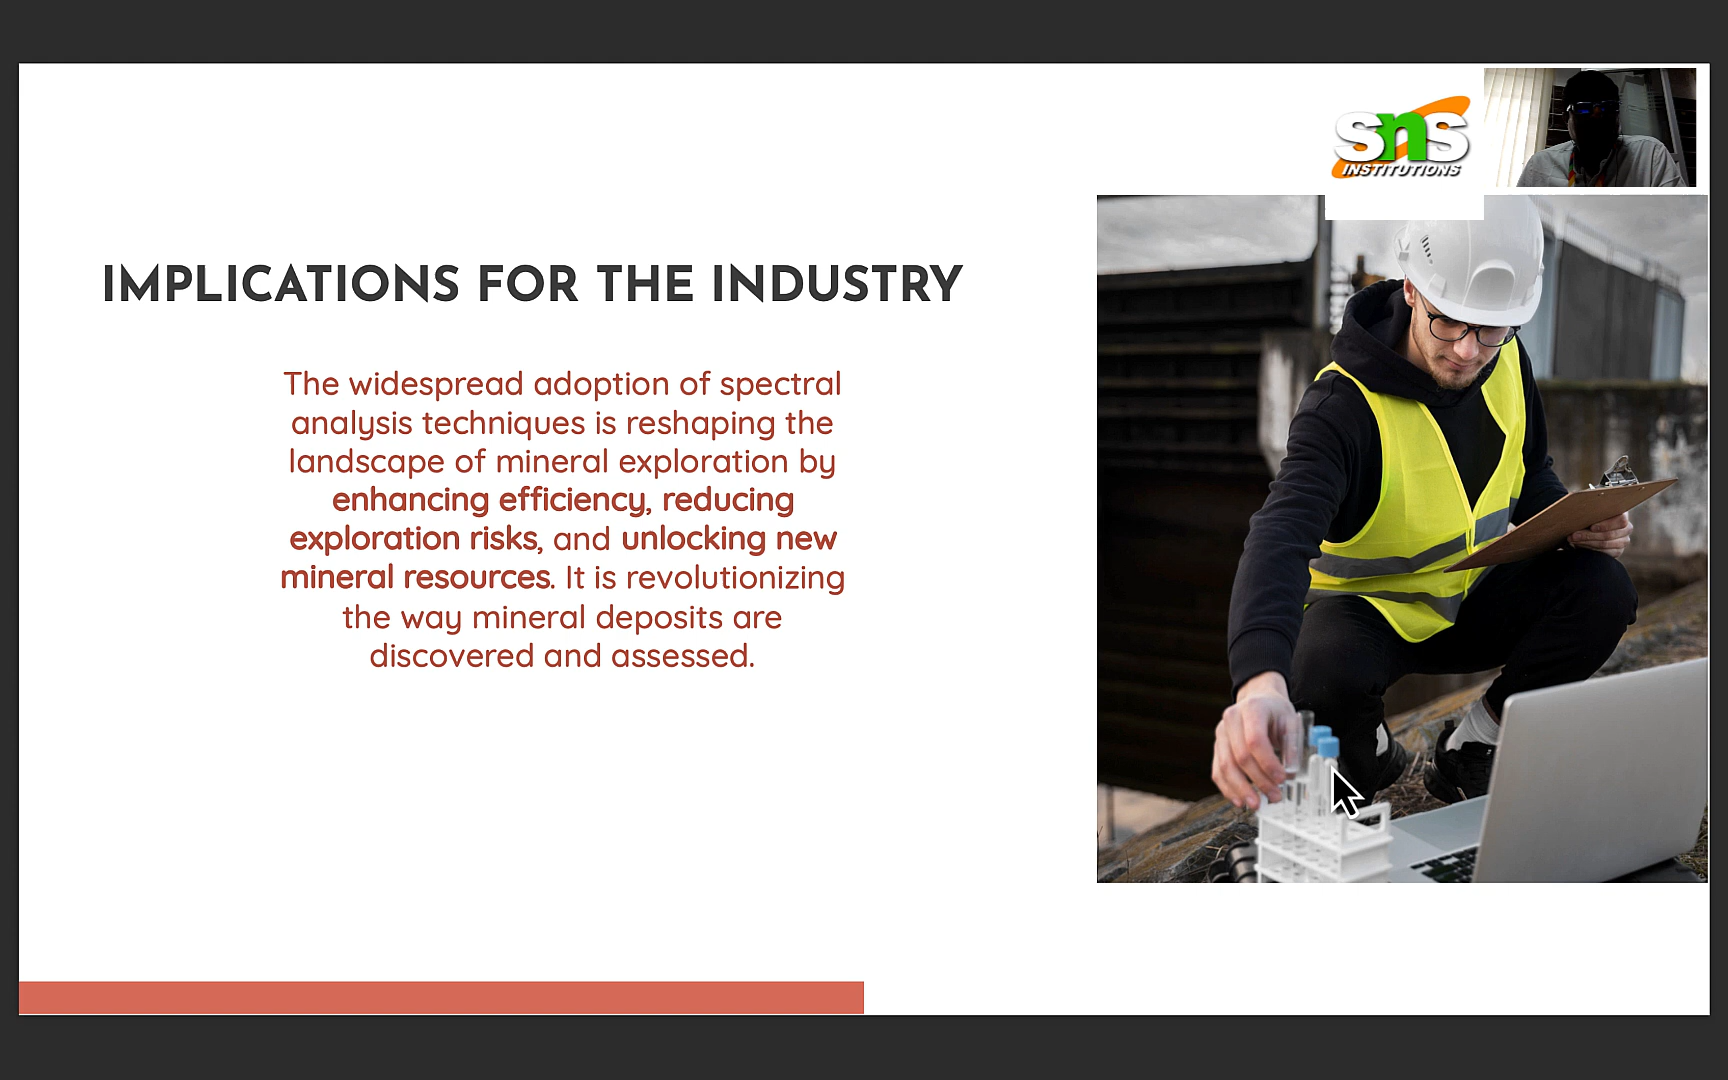 sns
INSTITUTIONS
IMPLICATIONS FOR THE INDUSTRY
The widespread adoption of spectral
analysis techniques is reshaping the
landscape of mineral exploration by
enhancing efficiency, reducing
exploration risks, and unlocking new
mineral resources. It is revolutionizing
the way mineral deposits are
discovered and assessed.